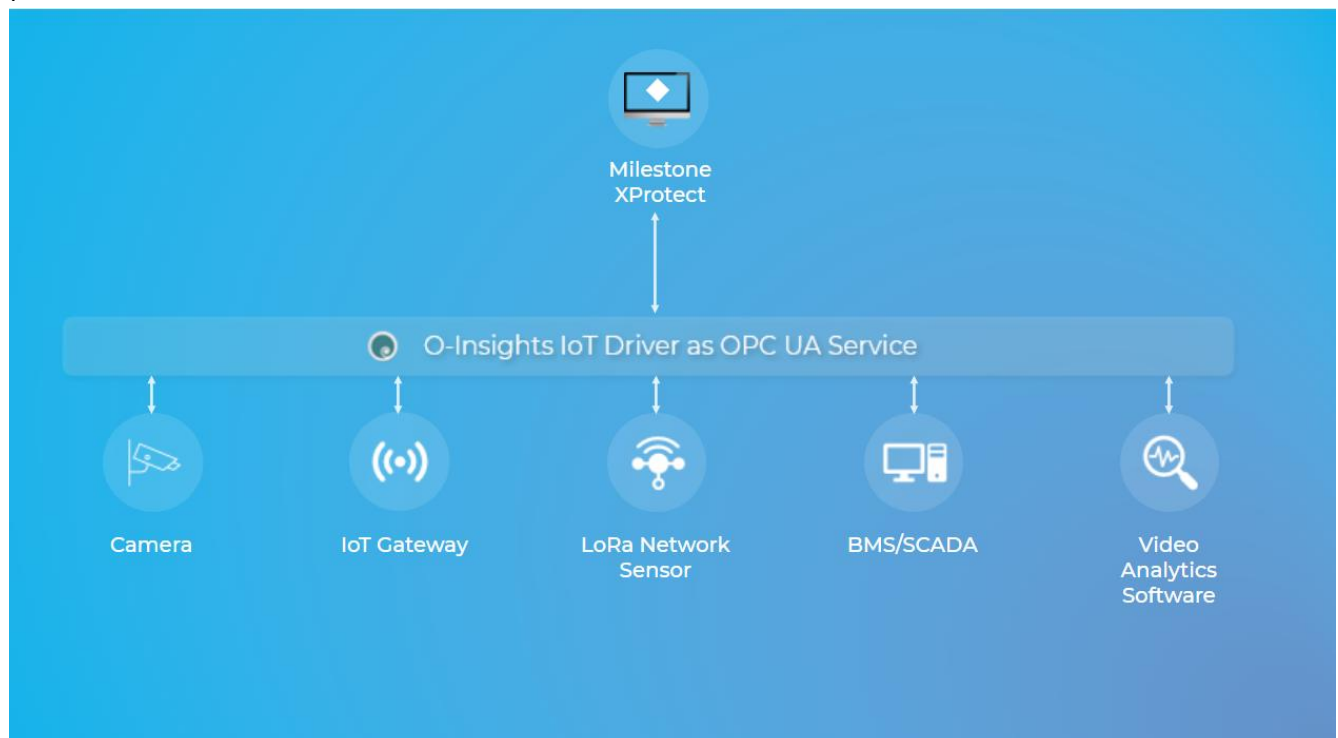 Milestone
XProtect
O-Insights IoT Driver as OPC UA Service
Camera
IoT Gateway
LoRa Network
Sensor
BMS/SCADA
Video
Analytics
Software